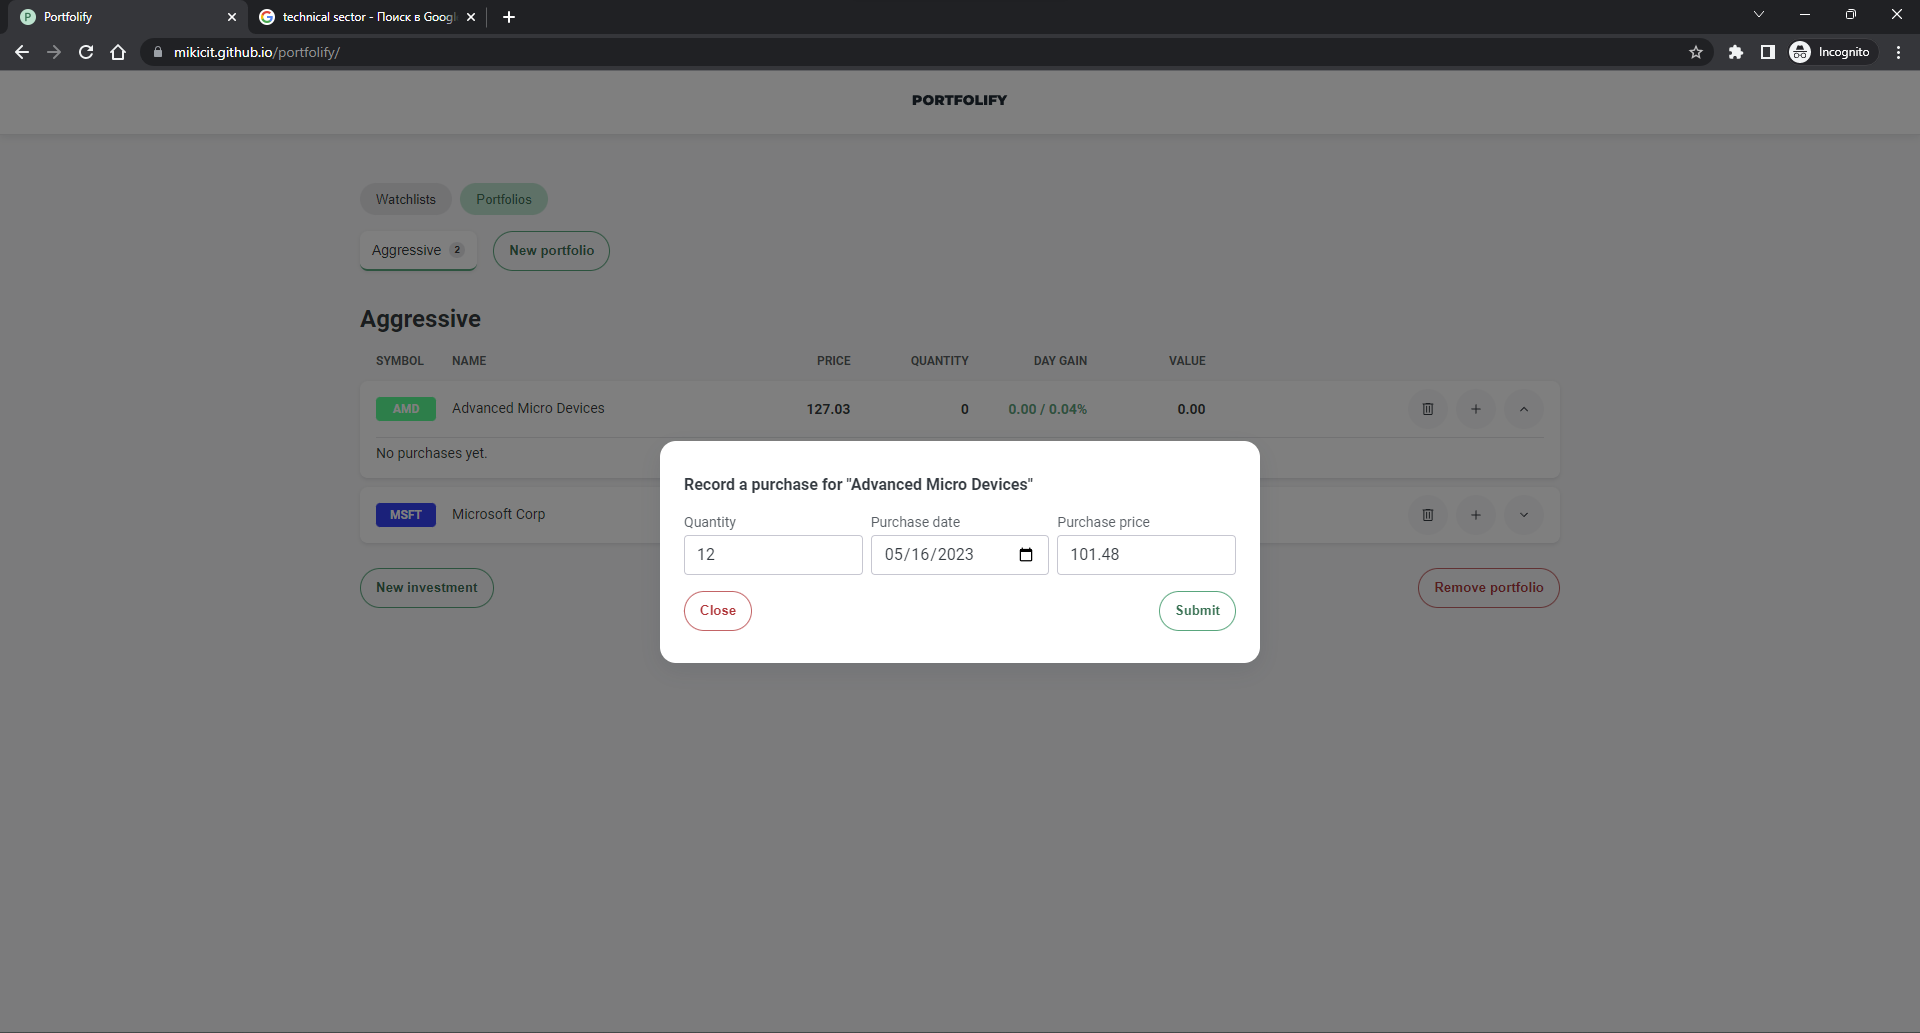 Portfolify
technical sector - Поиск в Googl
mikicit.github.io/portfolify/
Incognito
PORTFOLIFY
Watchlists
Portfolios
Aggressive 2
New portfolio
Aggressive
SYMBOL NAME PRICE QUANTITY DAY GAIN VALUE
AMD Advanced Micro Devices 127.03 0 0.00 / 0.04% 0.00
No purchases yet.
MSFT Microsoft Corp
New investment
Remove portfolio
Record a purchase for "Advanced Micro Devices"
Quantity Purchase date Purchase price
12 05/16/2023 101.48
Close Submit